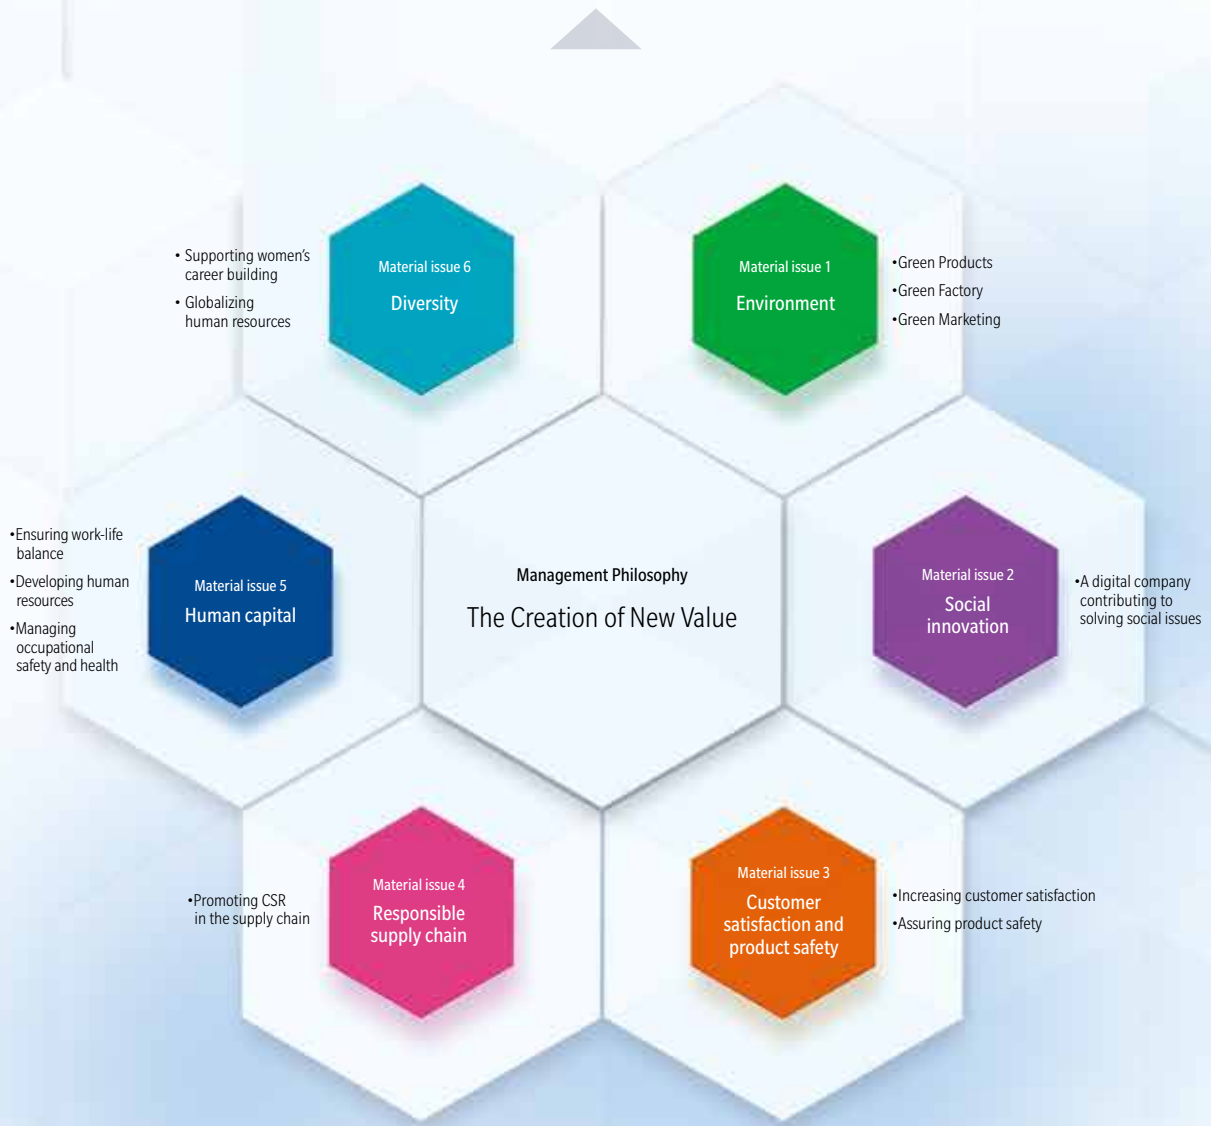 Material issue 6
Diversity
• Supporting women's
career building
• Globalizing
human resources
Material issue 1
Environment
•Green Products
•Green Factory
•Green Marketing
•Ensuring work-life
balance
•Developing human
resources
•Managing
occupational
safety and health
Material issue 5
Human capital
Management Philosophy
The Creation of New Value
Material issue 2
Social
innovation
•A digital company
contributing to
solving social issues
•Promoting CSR
in the supply chain
Material issue 4
Responsible
supply chain
Material issue 3
Customer
satisfaction and
product safety
•Increasing customer satisfaction
•Assuring product safety